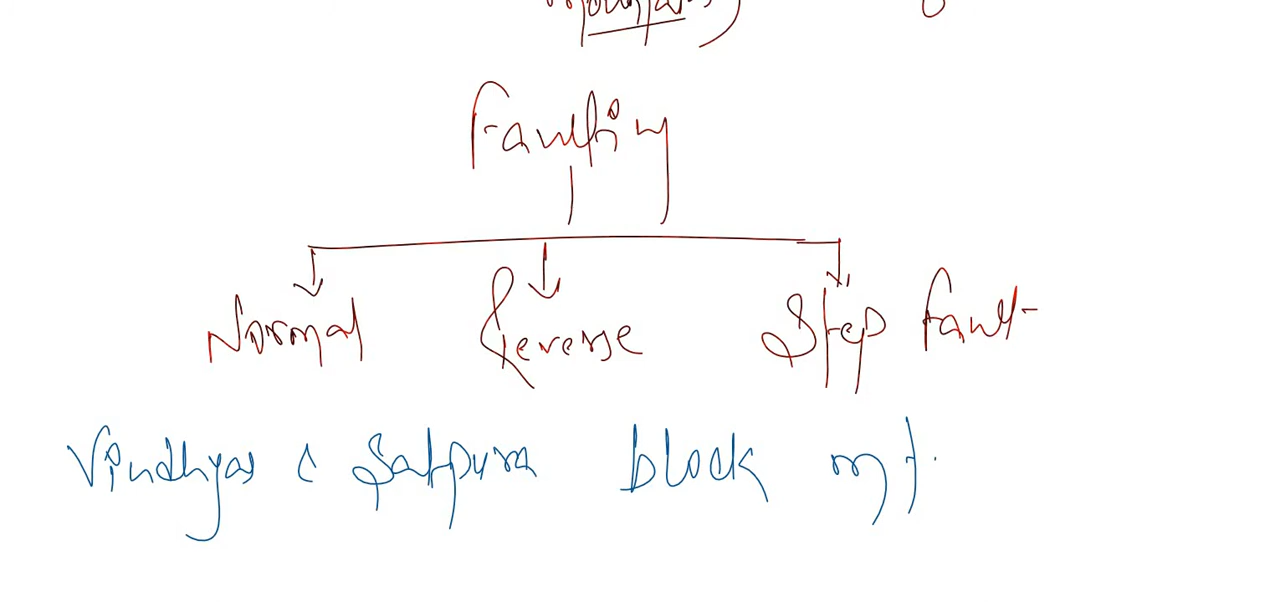 Faulting
Normal Reverse Step fault
Vindhyas & Satpura block mt.